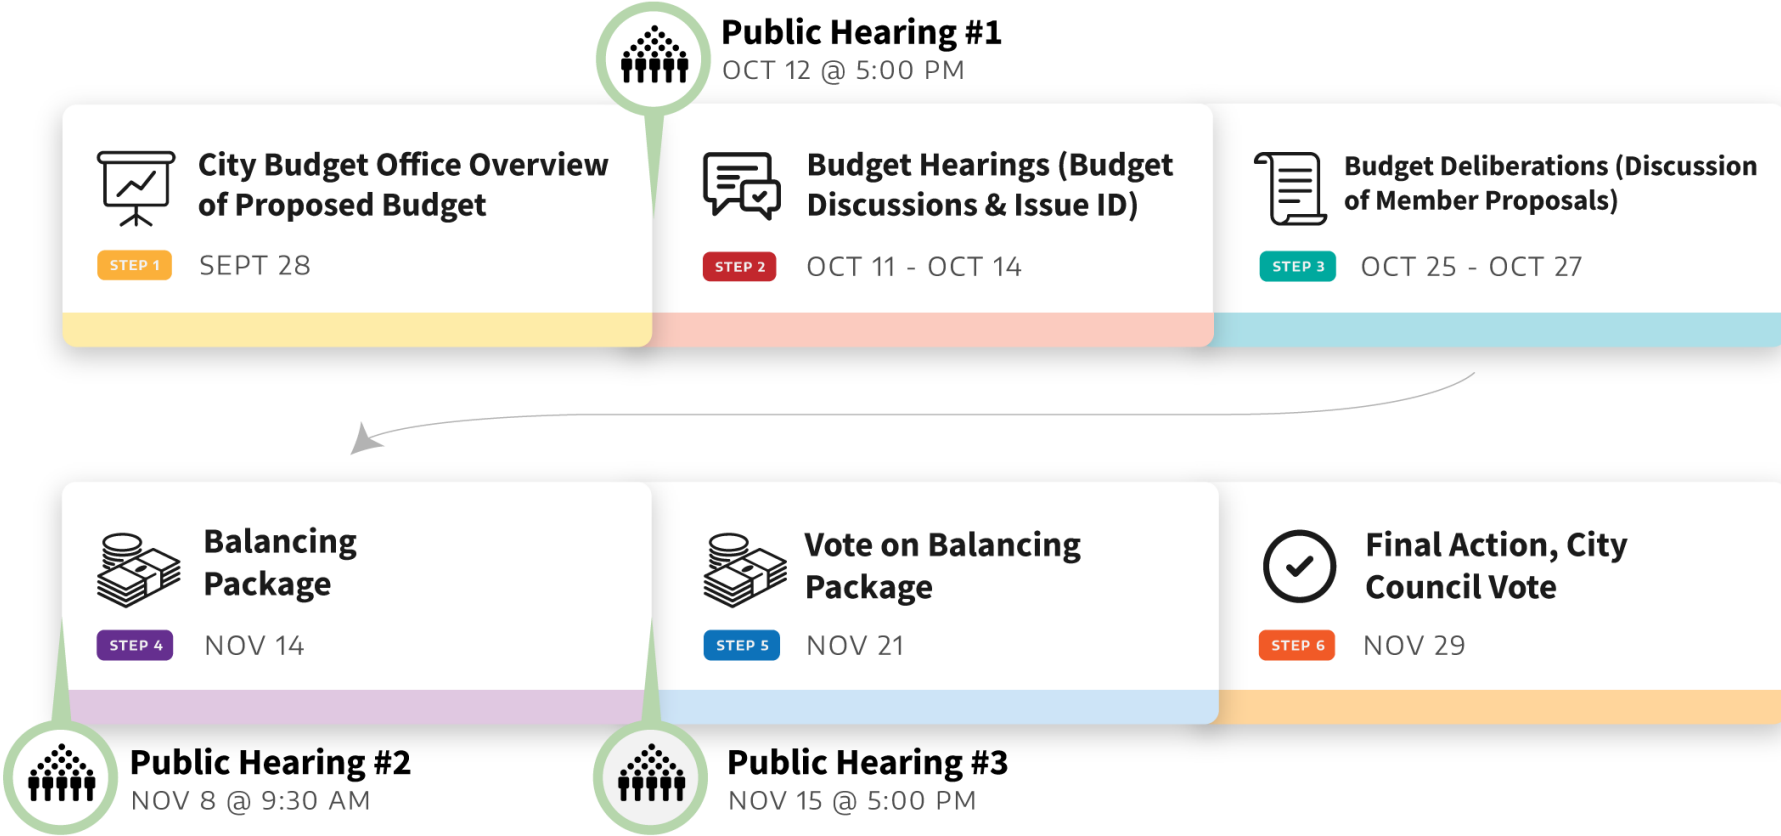 Public Hearing #1
OCT 12 @ 5:00 PM
City Budget Office Overview
of Proposed Budget
STEP 1
SEPT 28
Budget Hearings (Budget
Discussions & Issue ID)
STEP 2
OCT 11 - OCT 14
Budget Deliberations (Discussion
of Member Proposals)
STEP 3
OCT 25 - OCT 27
Balancing
Package
STEP 4
NOV 14
Vote on Balancing
Package
STEP 5
NOV 21
Final Action, City
Council Vote
STEP 6
NOV 29
Public Hearing #2
NOV 8 @ 9:30 AM
Public Hearing #3
NOV 15 @ 5:00 PM